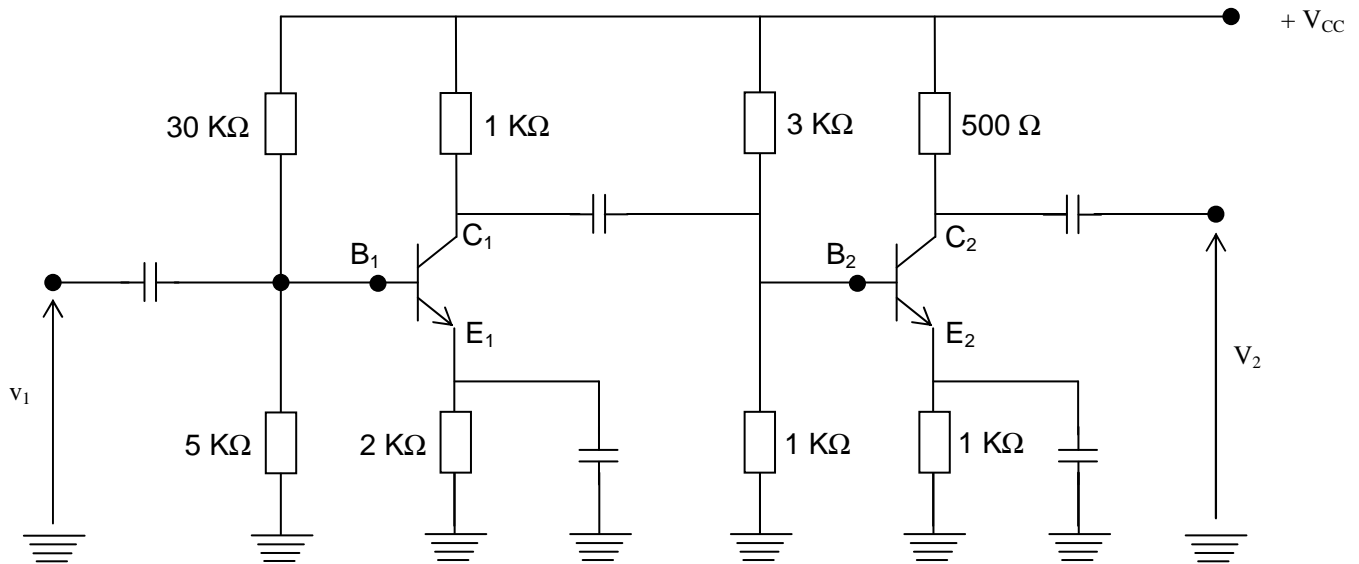 + V_CC
30 KΩ
1 KΩ
3 KΩ
500 Ω
C₁
C₂
B₁
B₂
E₁
E₂
v₁
V₂
5 KΩ
2 KΩ
1 KΩ
1 KΩ